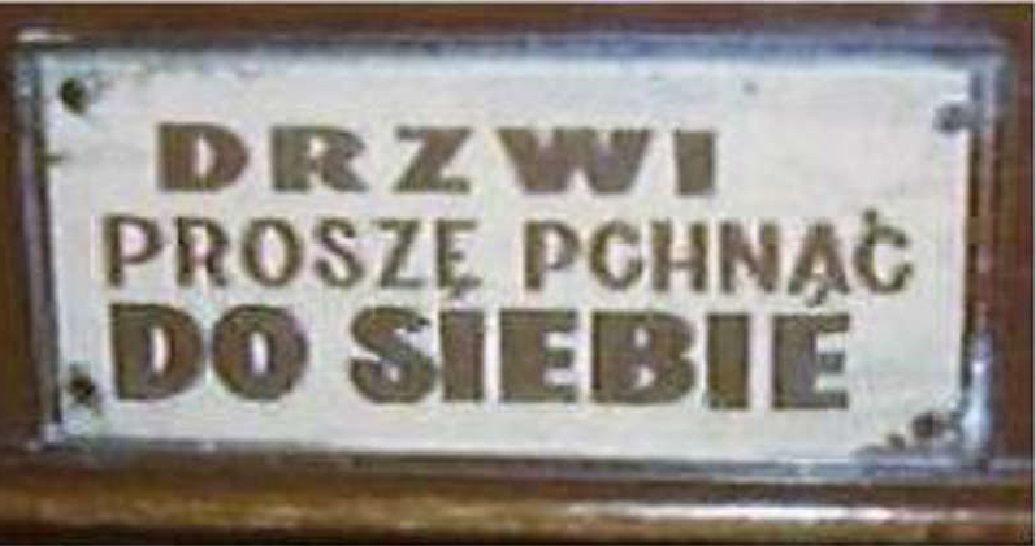 DRZWI
PROSZĘ PCHNĄĆ
DO SIEBIE